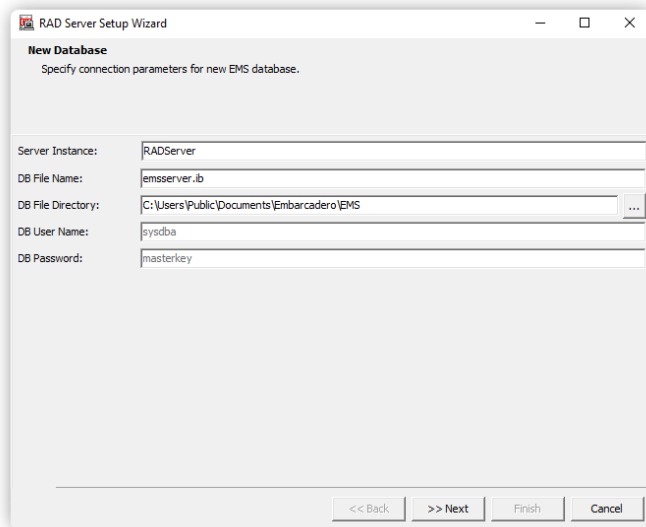 RAD Server Setup Wizard
New Database
Specify connection parameters for new EMS database.
Server Instance: RADServer
DB File Name: emsserver.ib
DB File Directory: C:\Users\Public\Documents\Embarcadero\EMS ...
DB User Name: sysdba
DB Password: masterkey
<< Back >> Next Finish Cancel